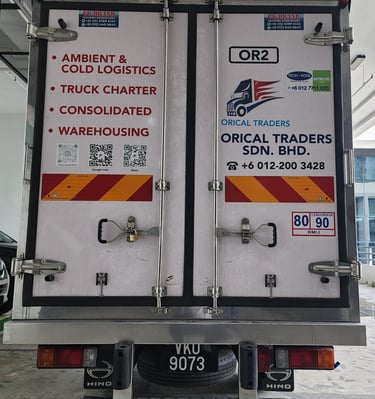 • AMBIENT &
COLD LOGISTICS
• TRUCK CHARTER
• CONSOLIDATED
• WAREHOUSING
OR2
ORICAL TRADERS
ORICAL TRADERS
SDN. BHD.
☎ +6 012-200 3428
80
90
KM/J
VKU
9073
HINO
HINO